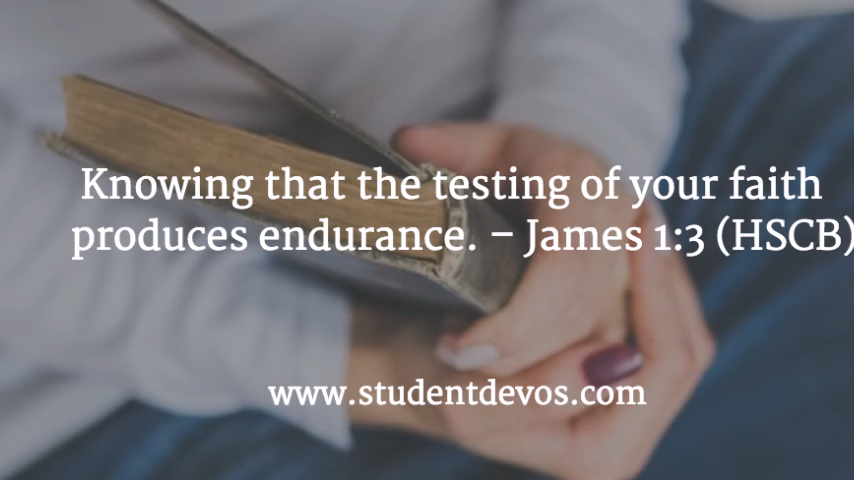 Knowing that the testing of your faith
produces endurance. – James 1:3 (HSCB)
www.studentdevos.com